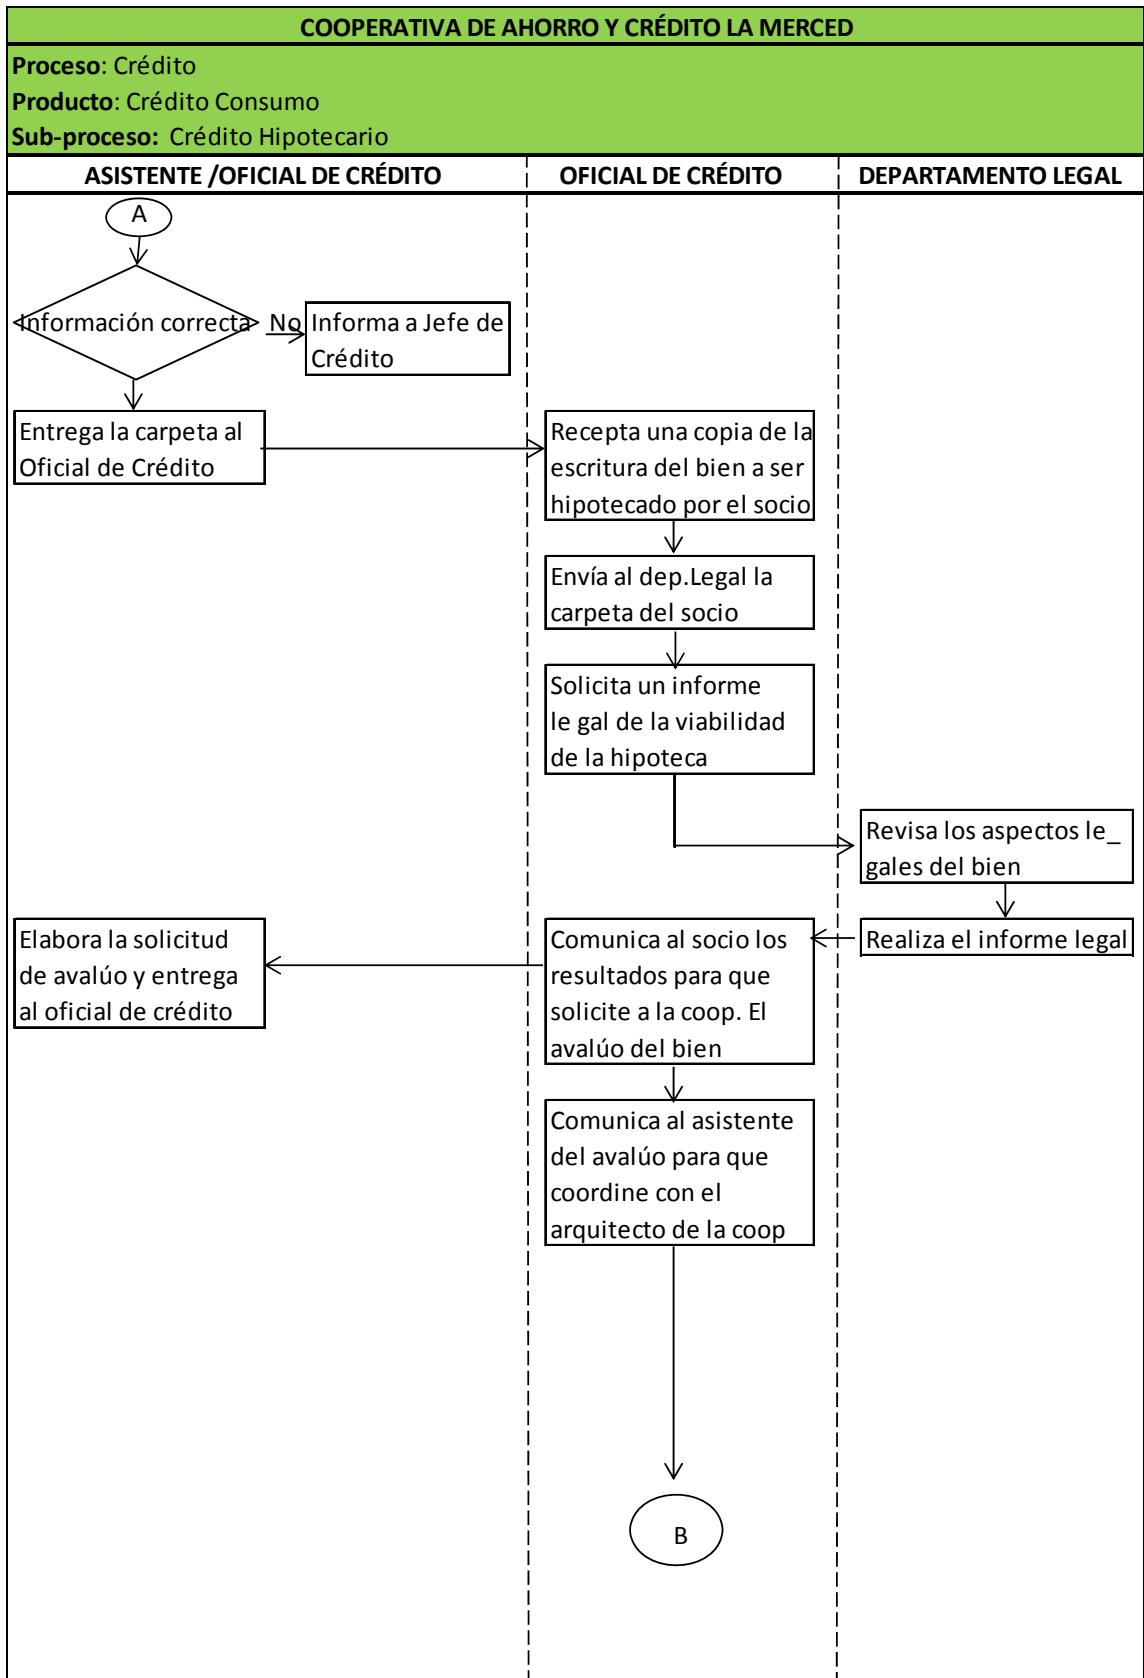 COOPERATIVA DE AHORRO Y CRÉDITO LA MERCED
Proceso: Crédito
Producto: Crédito Consumo
Sub-proceso: Crédito Hipotecario
ASISTENTE /OFICIAL DE CRÉDITO
OFICIAL DE CRÉDITO
DEPARTAMENTO LEGAL
A
Información correcta
No
Informa a Jefe de
Crédito
Entrega la carpeta al
Oficial de Crédito
Recepta una copia de la
escritura del bien a ser
hipotecado por el socio
Envía al dep.Legal la
carpeta del socio
Solicita un informe
le gal de la viabilidad
de la hipoteca
Revisa los aspectos le_
gales del bien
Realiza el informe legal
Comunica al socio los
resultados para que
solicite a la coop. El
avalúo del bien
Elabora la solicitud
de avalúo y entrega
al oficial de crédito
Comunica al asistente
del avalúo para que
coordine con el
arquitecto de la coop
B